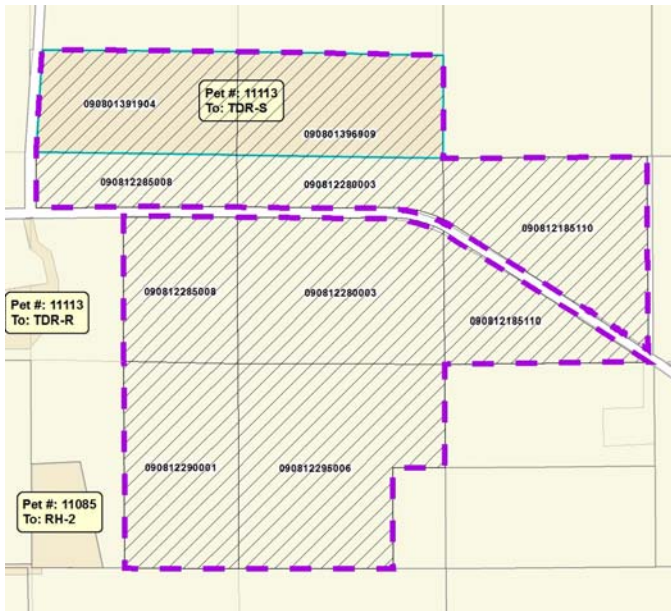 Pet #: 11113
To: TDR-S
090801391904
090801396909
090812285008
090812280003
090812185110
090812285008
090812280003
Pet #: 11113
To: TDR-R
090812185110
090812290001
090812295006
Pet #: 11085
To: RH-2